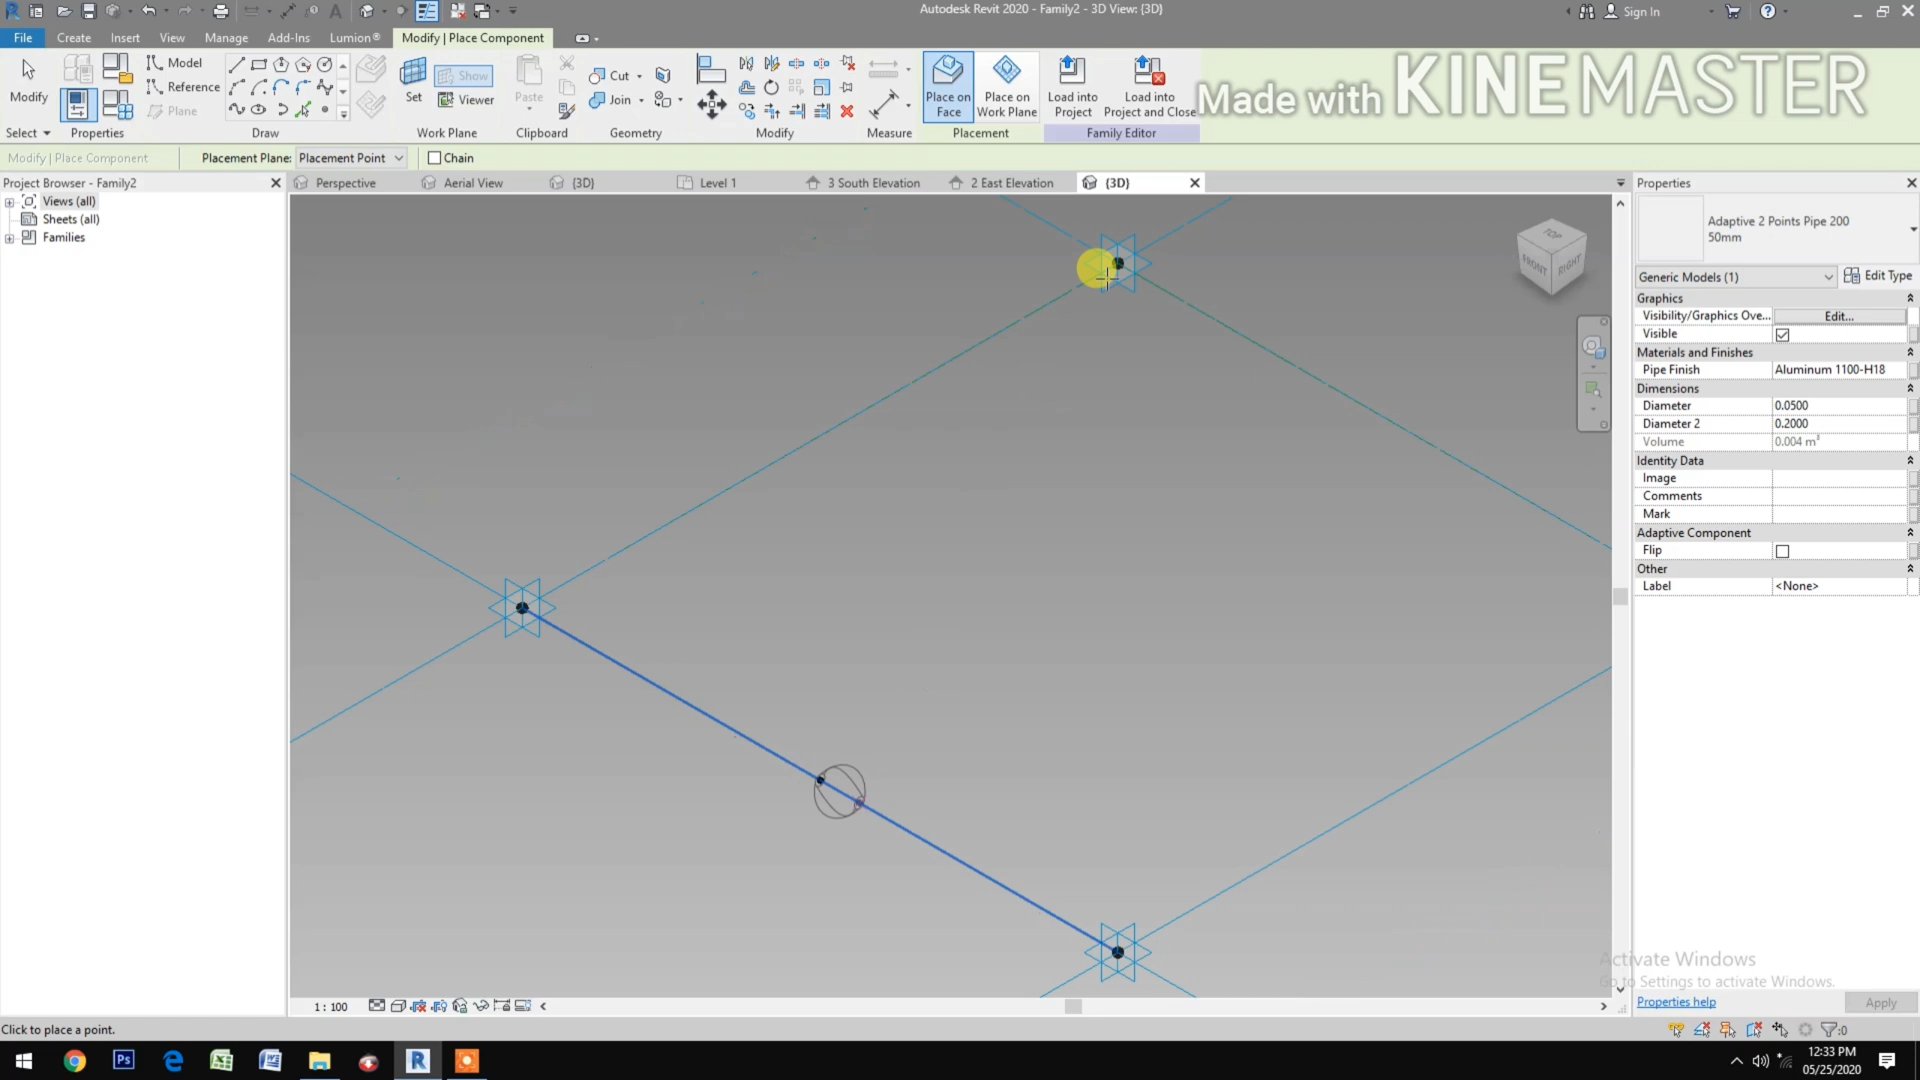 Autodesk Revit 2020 - Family2 - 3D View: {3D}
Sign In
File Create Insert View Manage Add-Ins Lumion® Modify | Place Component
Modify
Model
Reference
Plane
Set
Show
Viewer
Paste
Cut
Join
Place on Face
Place on Work Plane
Load into Project
Load into Project and Close
Select Properties Draw Work Plane Clipboard Geometry Modify Measure Placement Family Editor
Made with KINEMASTER
Modify | Place Component Placement Plane: Placement Point Chain
Project Browser - Family2
Views (all)
Sheets (all)
Families
Perspective Aerial View {3D} Level 1 3 South Elevation 2 East Elevation {3D}
TOP
FRONT RIGHT
Properties
Adaptive 2 Points Pipe 200
50mm
Generic Models (1) Edit Type
Graphics
Visibility/Graphics Ove... Edit...
Visible
Materials and Finishes
Pipe Finish Aluminum 1100-H18
Dimensions
Diameter 0.0500
Diameter 2 0.2000
Volume 0.004 m³
Identity Data
Image
Comments
Mark
Adaptive Component
Flip
Other
Label <None>
Activate Windows
Go to Settings to activate Windows.
Properties help Apply
1 : 100
Click to place a point.
:0
12:33 PM
05/25/2020